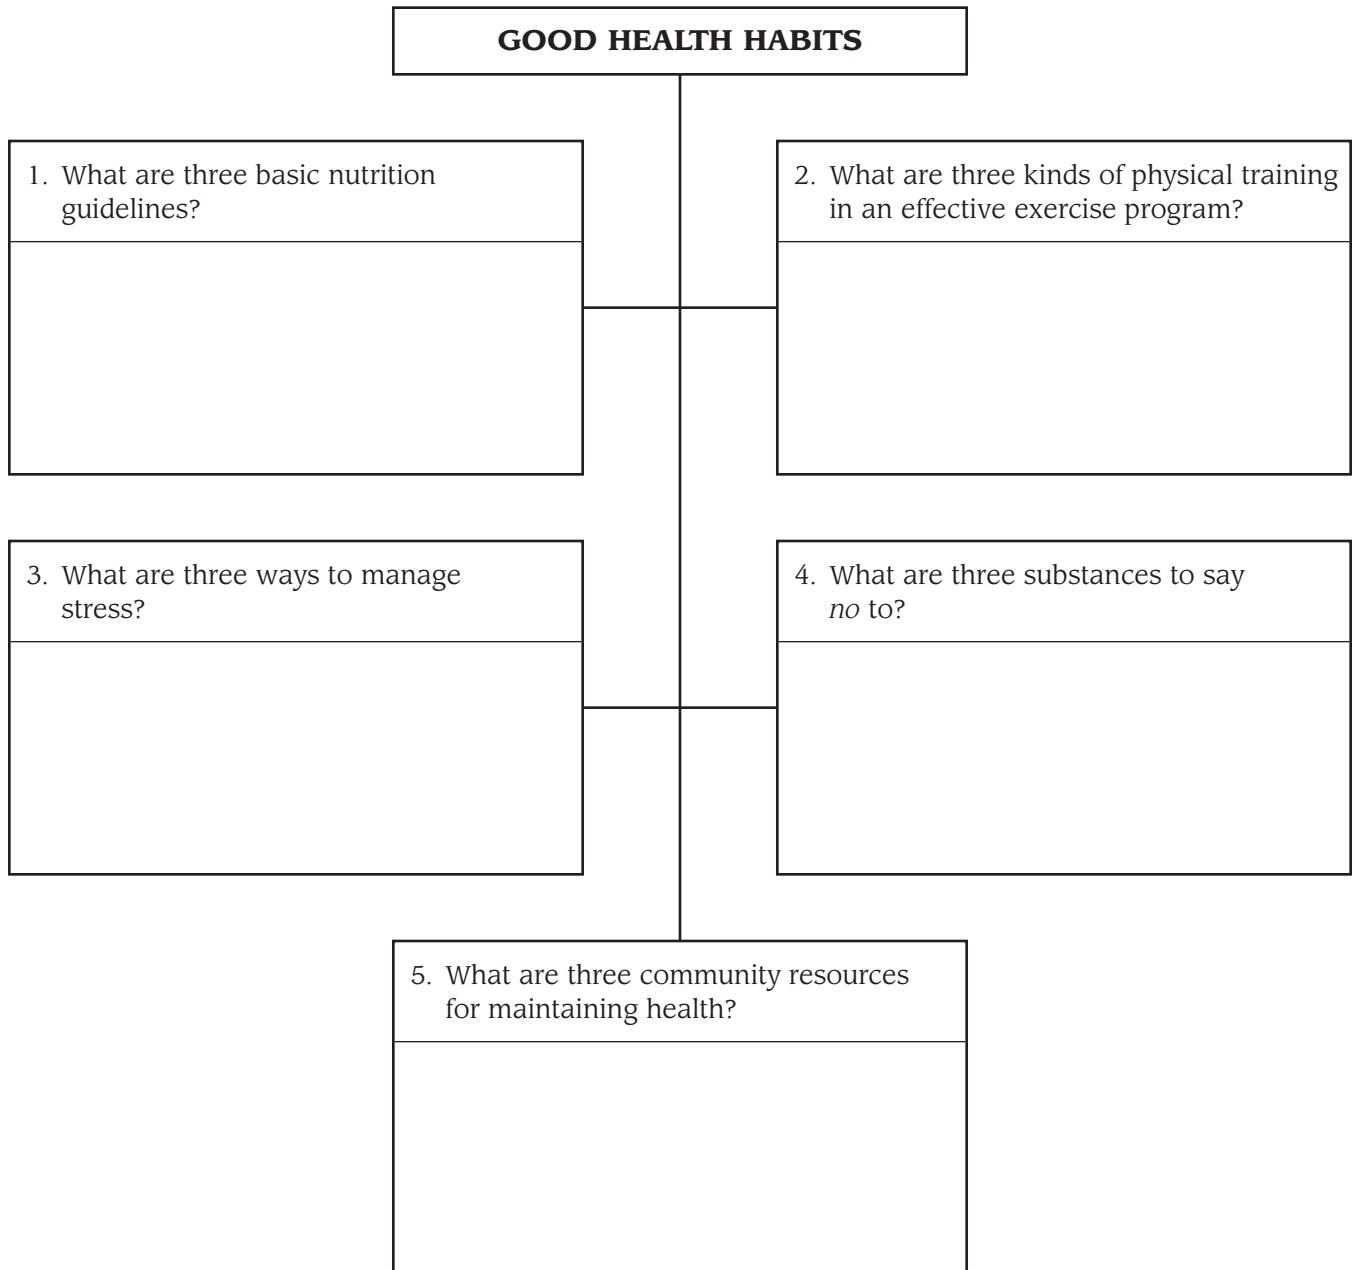 GOOD HEALTH HABITS
1. What are three basic nutrition
guidelines?
2. What are three kinds of physical training
in an effective exercise program?
3. What are three ways to manage
stress?
4. What are three substances to say
no to?
5. What are three community resources
for maintaining health?